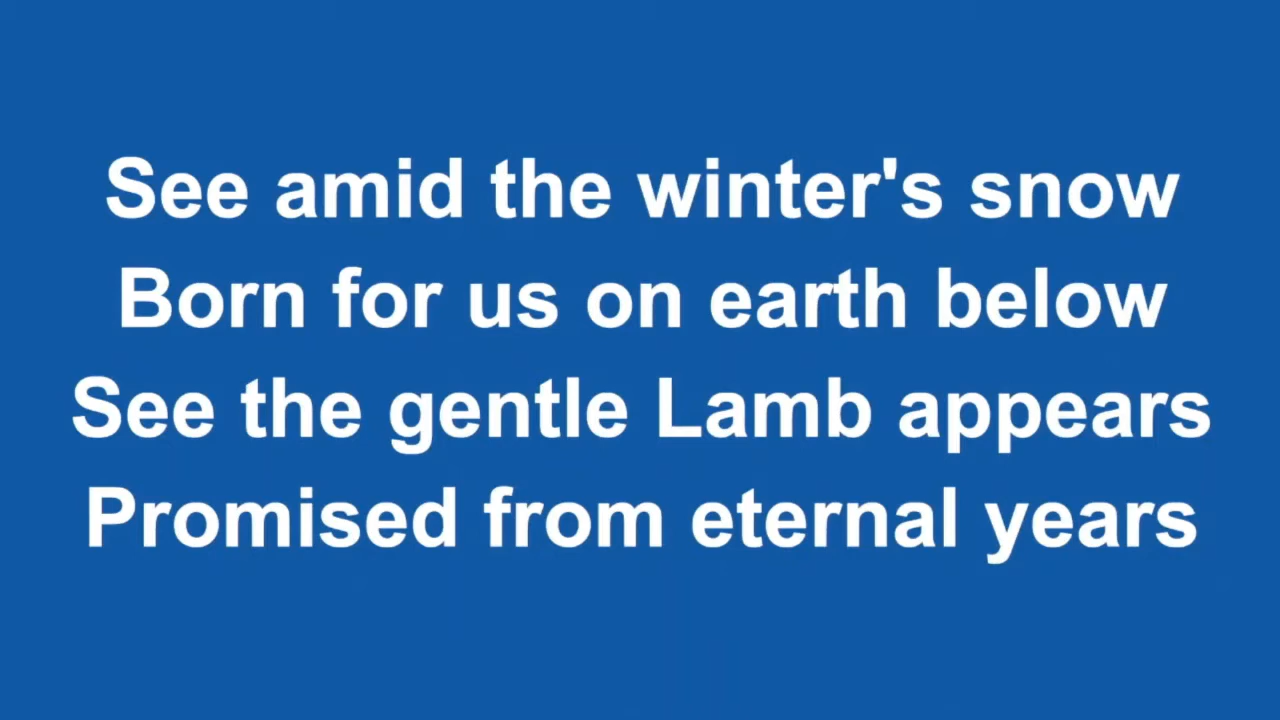 See amid the winter's snow
Born for us on earth below
See the gentle Lamb appears
Promised from eternal years